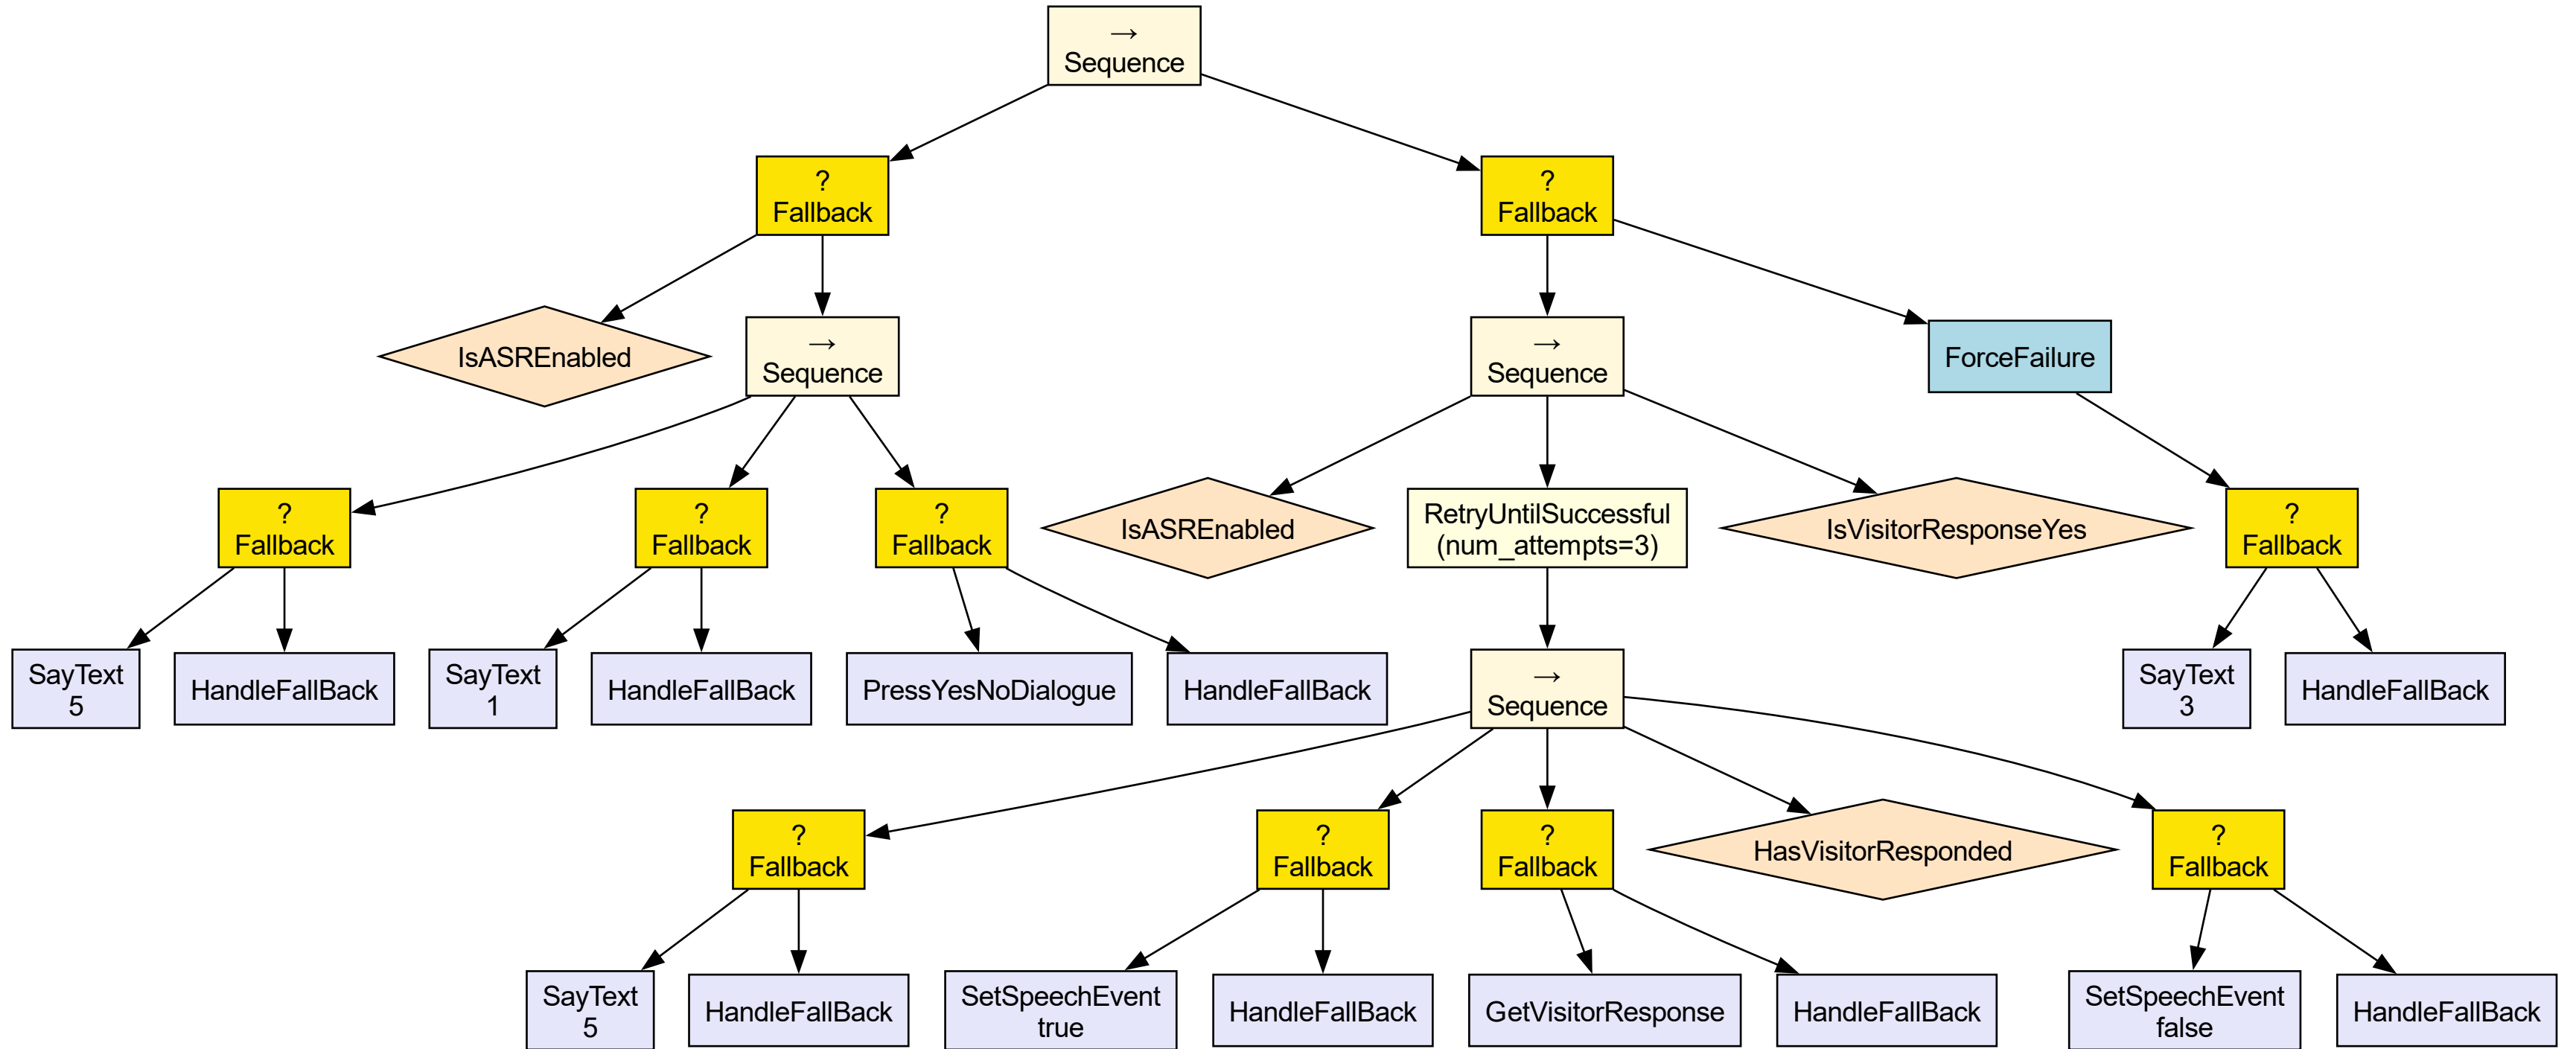 →
Sequence
?
Fallback
?
Fallback
IsASREnabled
→
Sequence
→
Sequence
ForceFailure
?
Fallback
?
Fallback
?
Fallback
IsASREnabled
RetryUntilSuccessful
(num_attempts=3)
IsVisitorResponseYes
?
Fallback
SayText
5
HandleFallBack
SayText
1
HandleFallBack
PressYesNoDialogue
HandleFallBack
→
Sequence
SayText
3
HandleFallBack
?
Fallback
?
Fallback
?
Fallback
HasVisitorResponded
?
Fallback
SayText
5
HandleFallBack
SetSpeechEvent
true
HandleFallBack
GetVisitorResponse
HandleFallBack
SetSpeechEvent
false
HandleFallBack